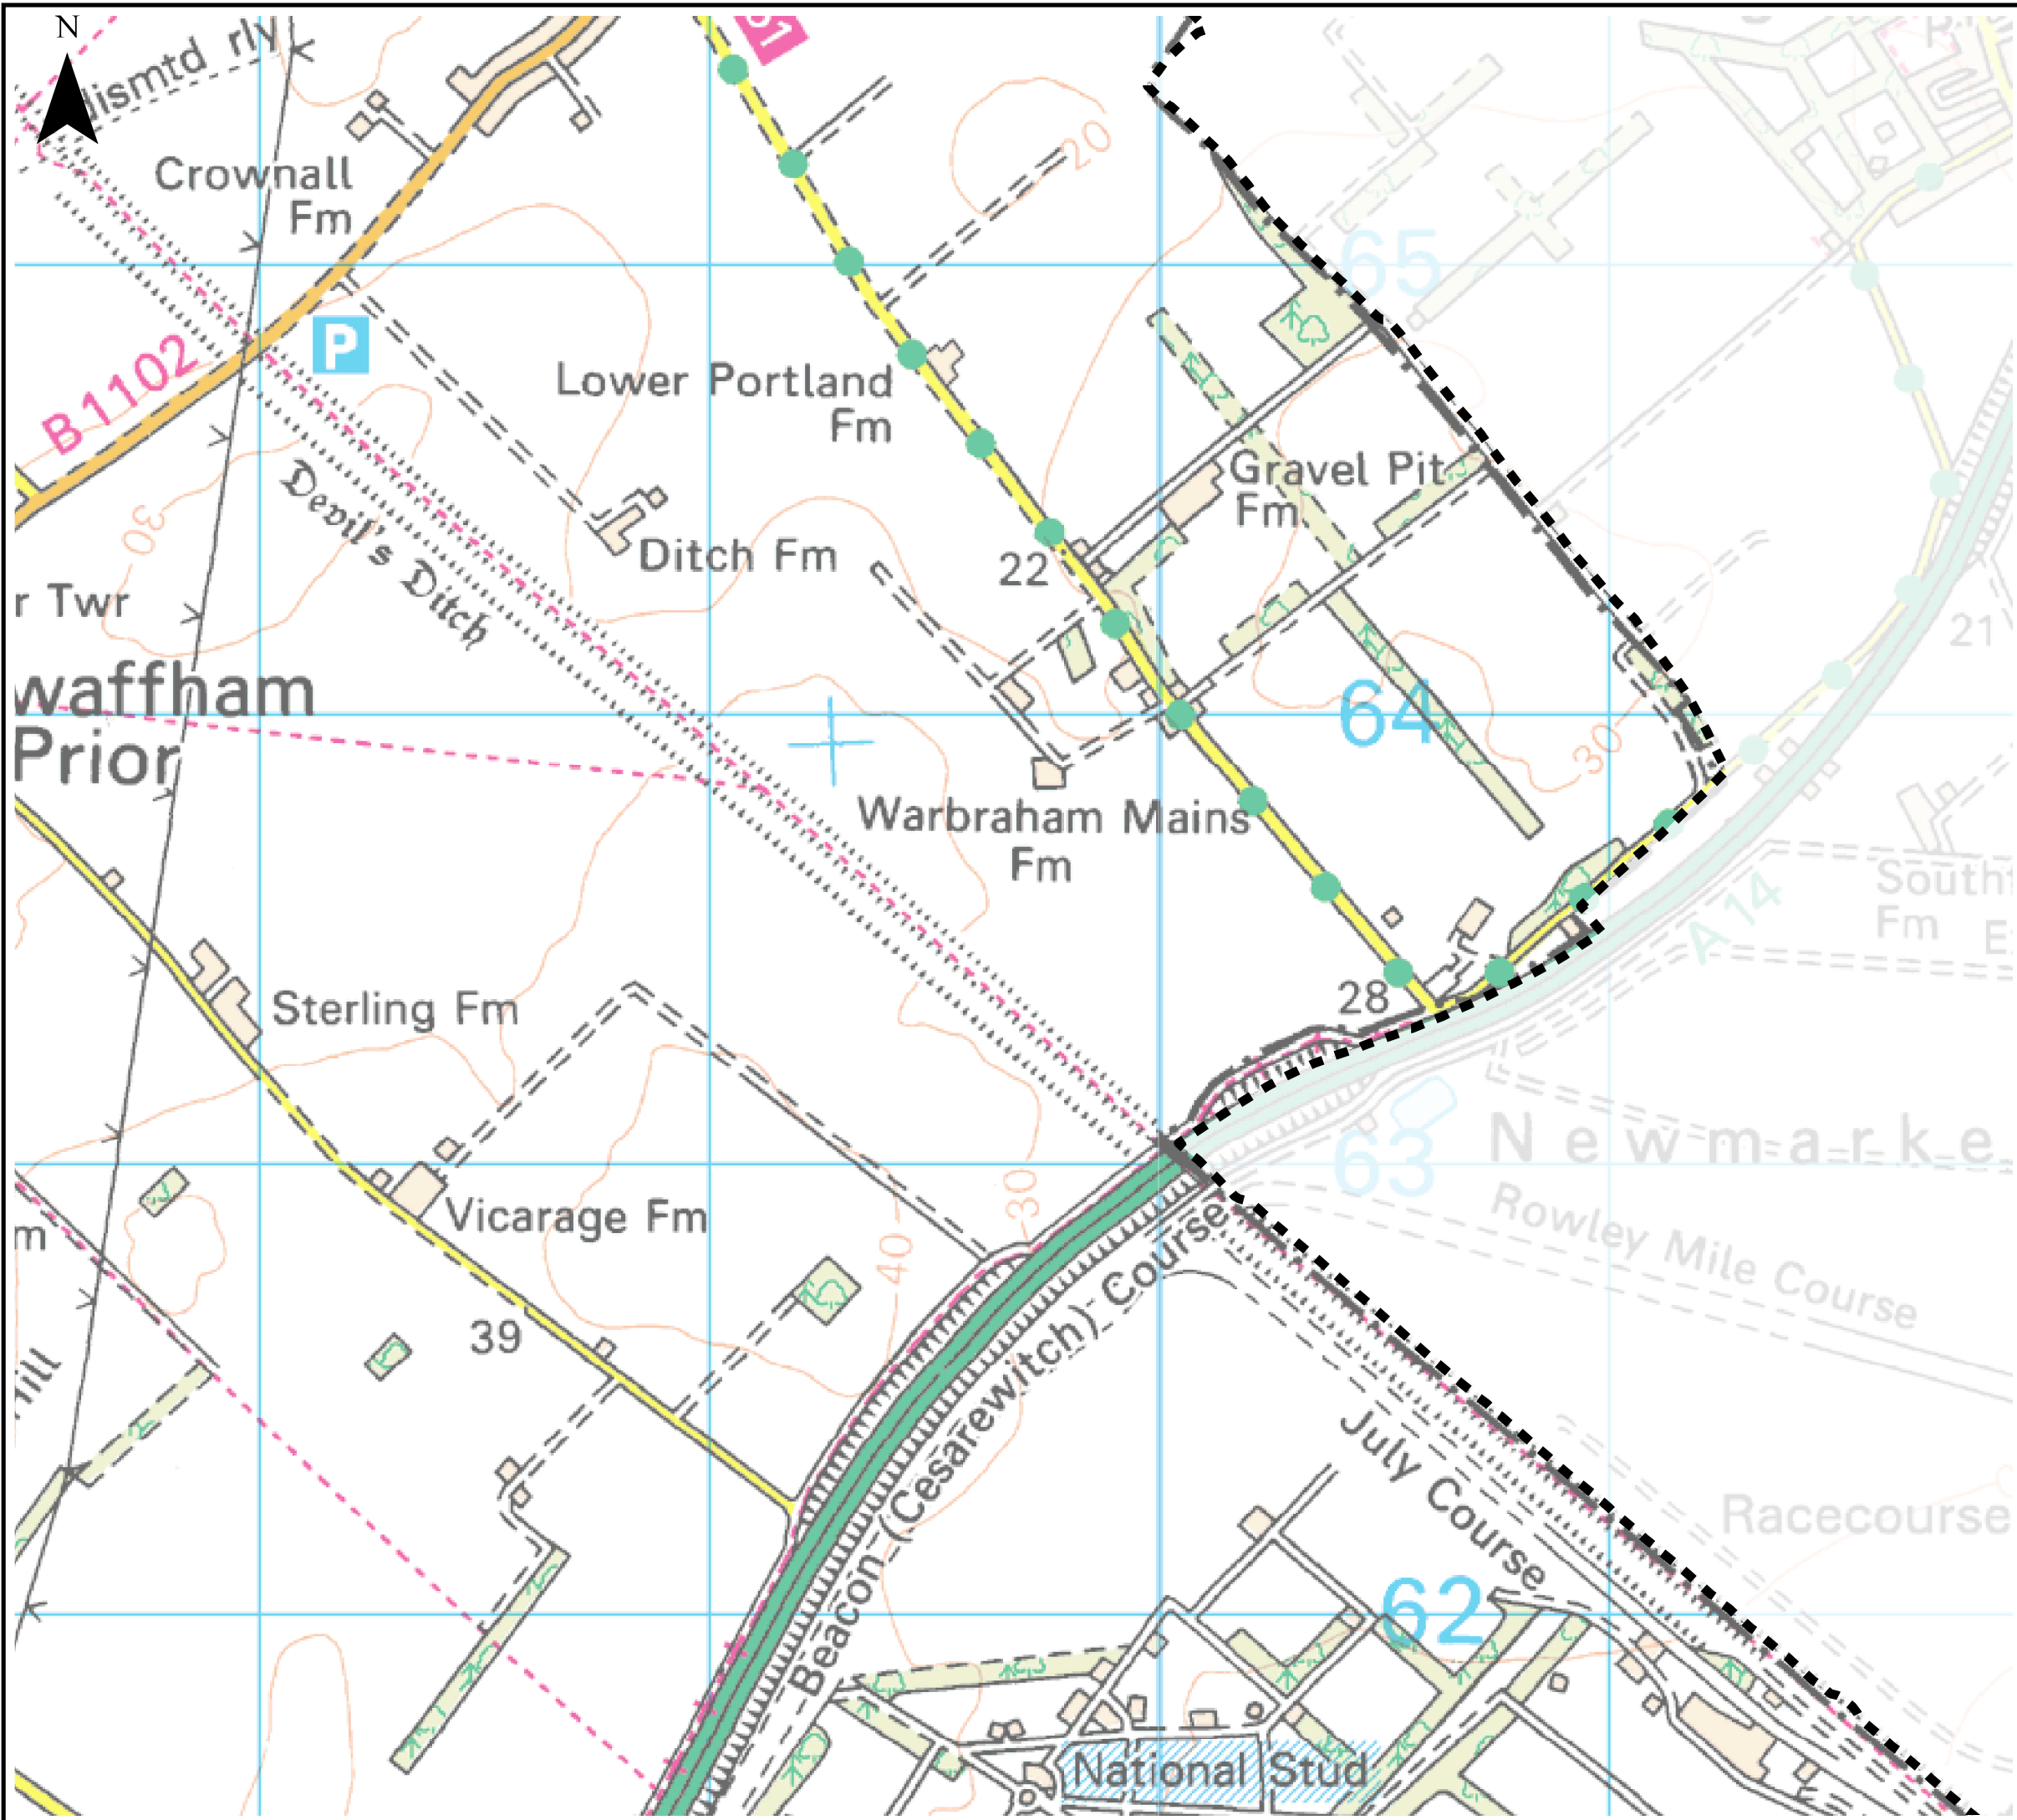 N
dismtd rly
Crownall
Fm
20
65
P
B1102
Lower Portland
Fm
Gravel Pit
Fm
30
Devil's Ditch
Ditch Fm
22
r Twr
21
waffham
Prior
64
30
Warbraham Mains
Fm
South
Fm
E
A 14
28
Sterling Fm
Newmarke
63
Rowley Mile Course
30
Vicarage Fm
m
40
39
Beacon (Cesarewitch) Course
July Course
Racecourse
62
National Stud